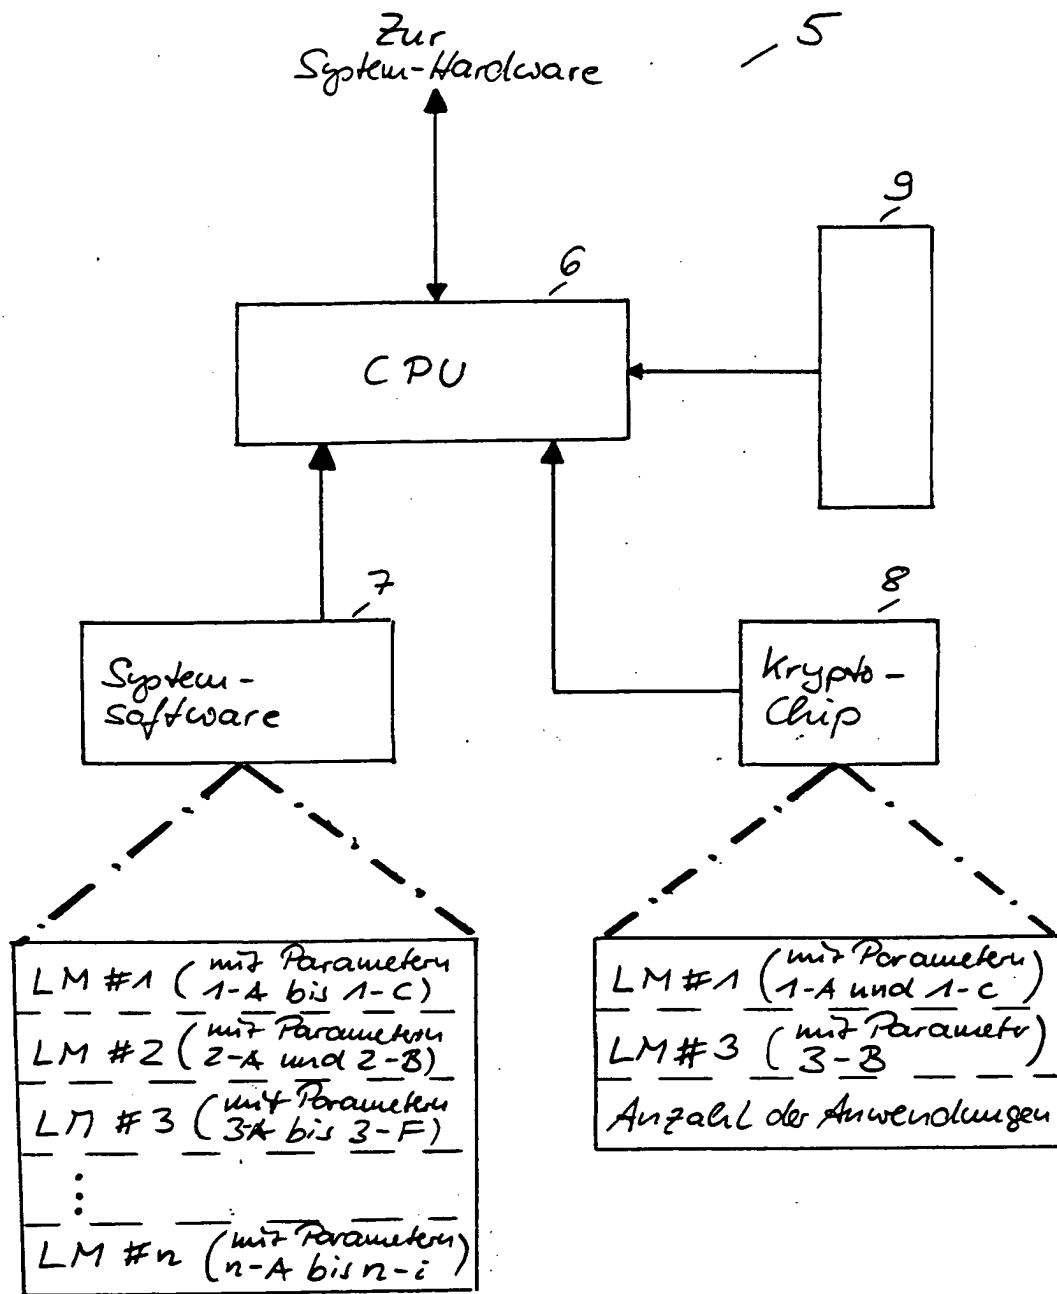 Zur
System-Hardware
5
9
6
CPU
7
System-
software
8
Krypto-
Chip
LM #1 (mit Parametern
1-A bis 1-C)
LM #2 (mit Parametern
2-A und 2-B)
LM #3 (mit Parametern
3-A bis 3-F)
⋮
LM #n (mit Parametern
n-A bis n-i)
LM #1 (mit Parametern
1-A und 1-C)
LM #3 (mit Parametr)
3-B
Anzahl der Anwendungen